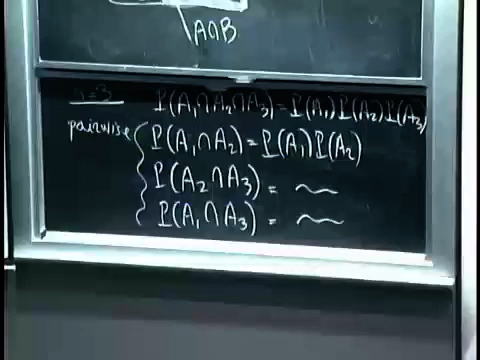 A∩B
n=3
P(A₁∩A₂∩A₃)=P(A₁)P(A₂)P(A₃)
pairwise { P(A₁∩A₂)=P(A₁)P(A₂)
P(A₂∩A₃) = ~
P(A₁∩A₃) = ~